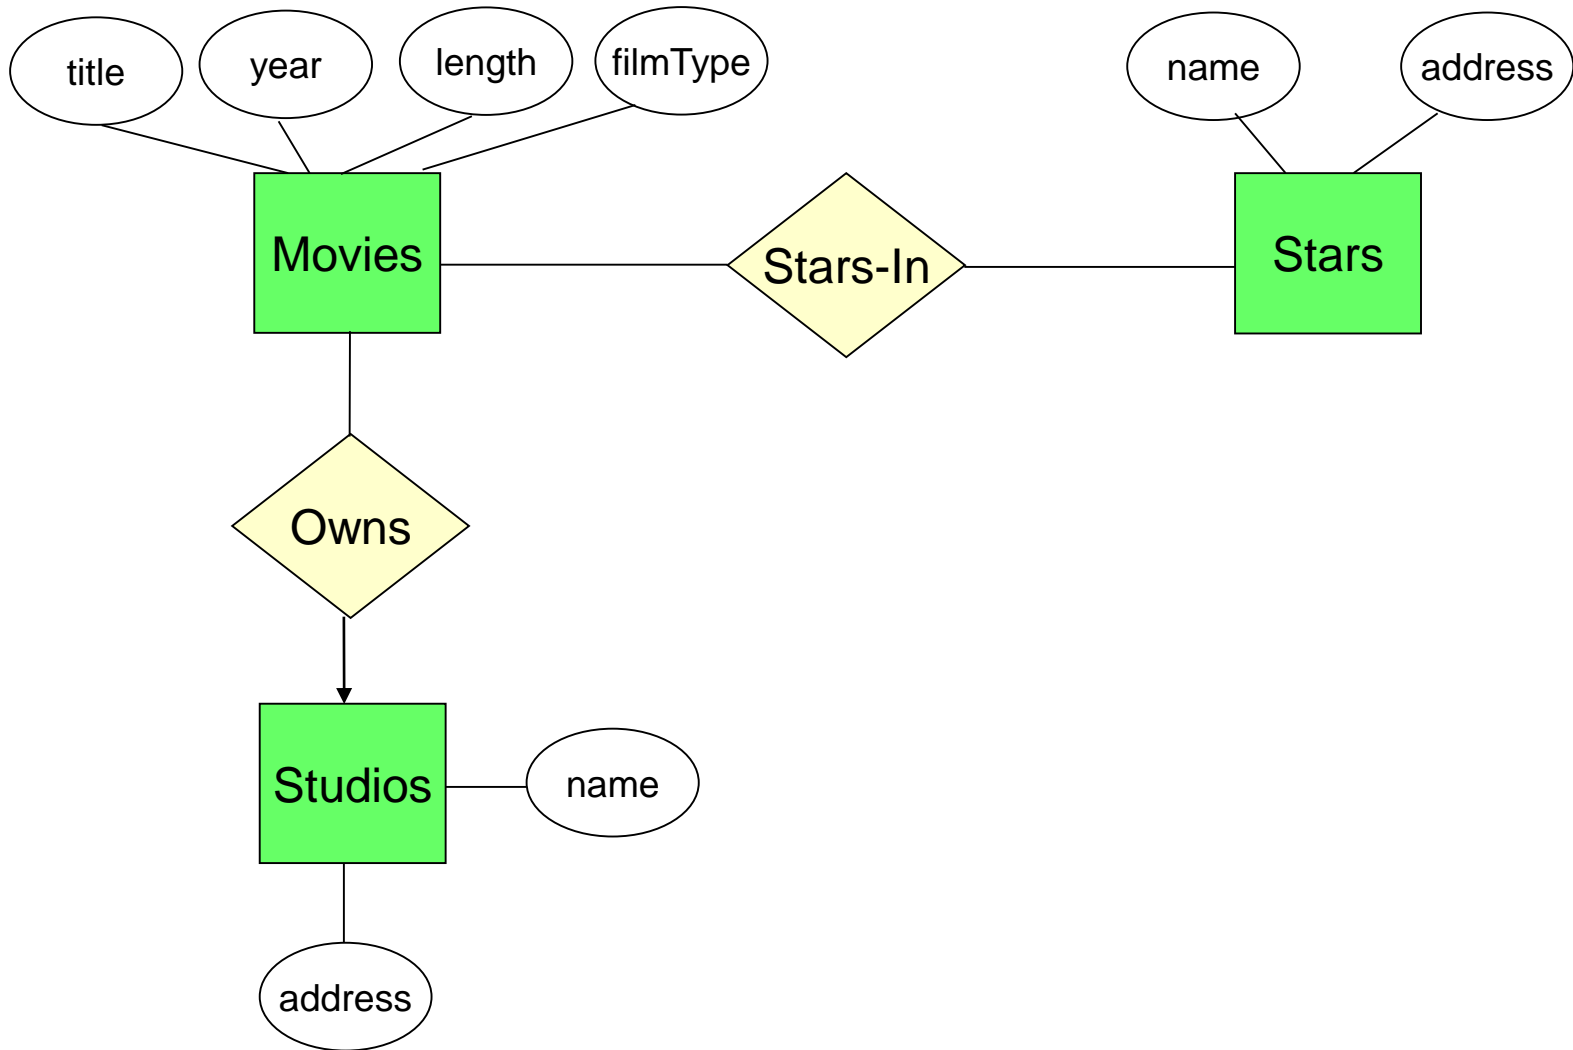 title
year
length
filmType
name
address
Movies
Stars-In
Stars
Owns
Studios
name
address